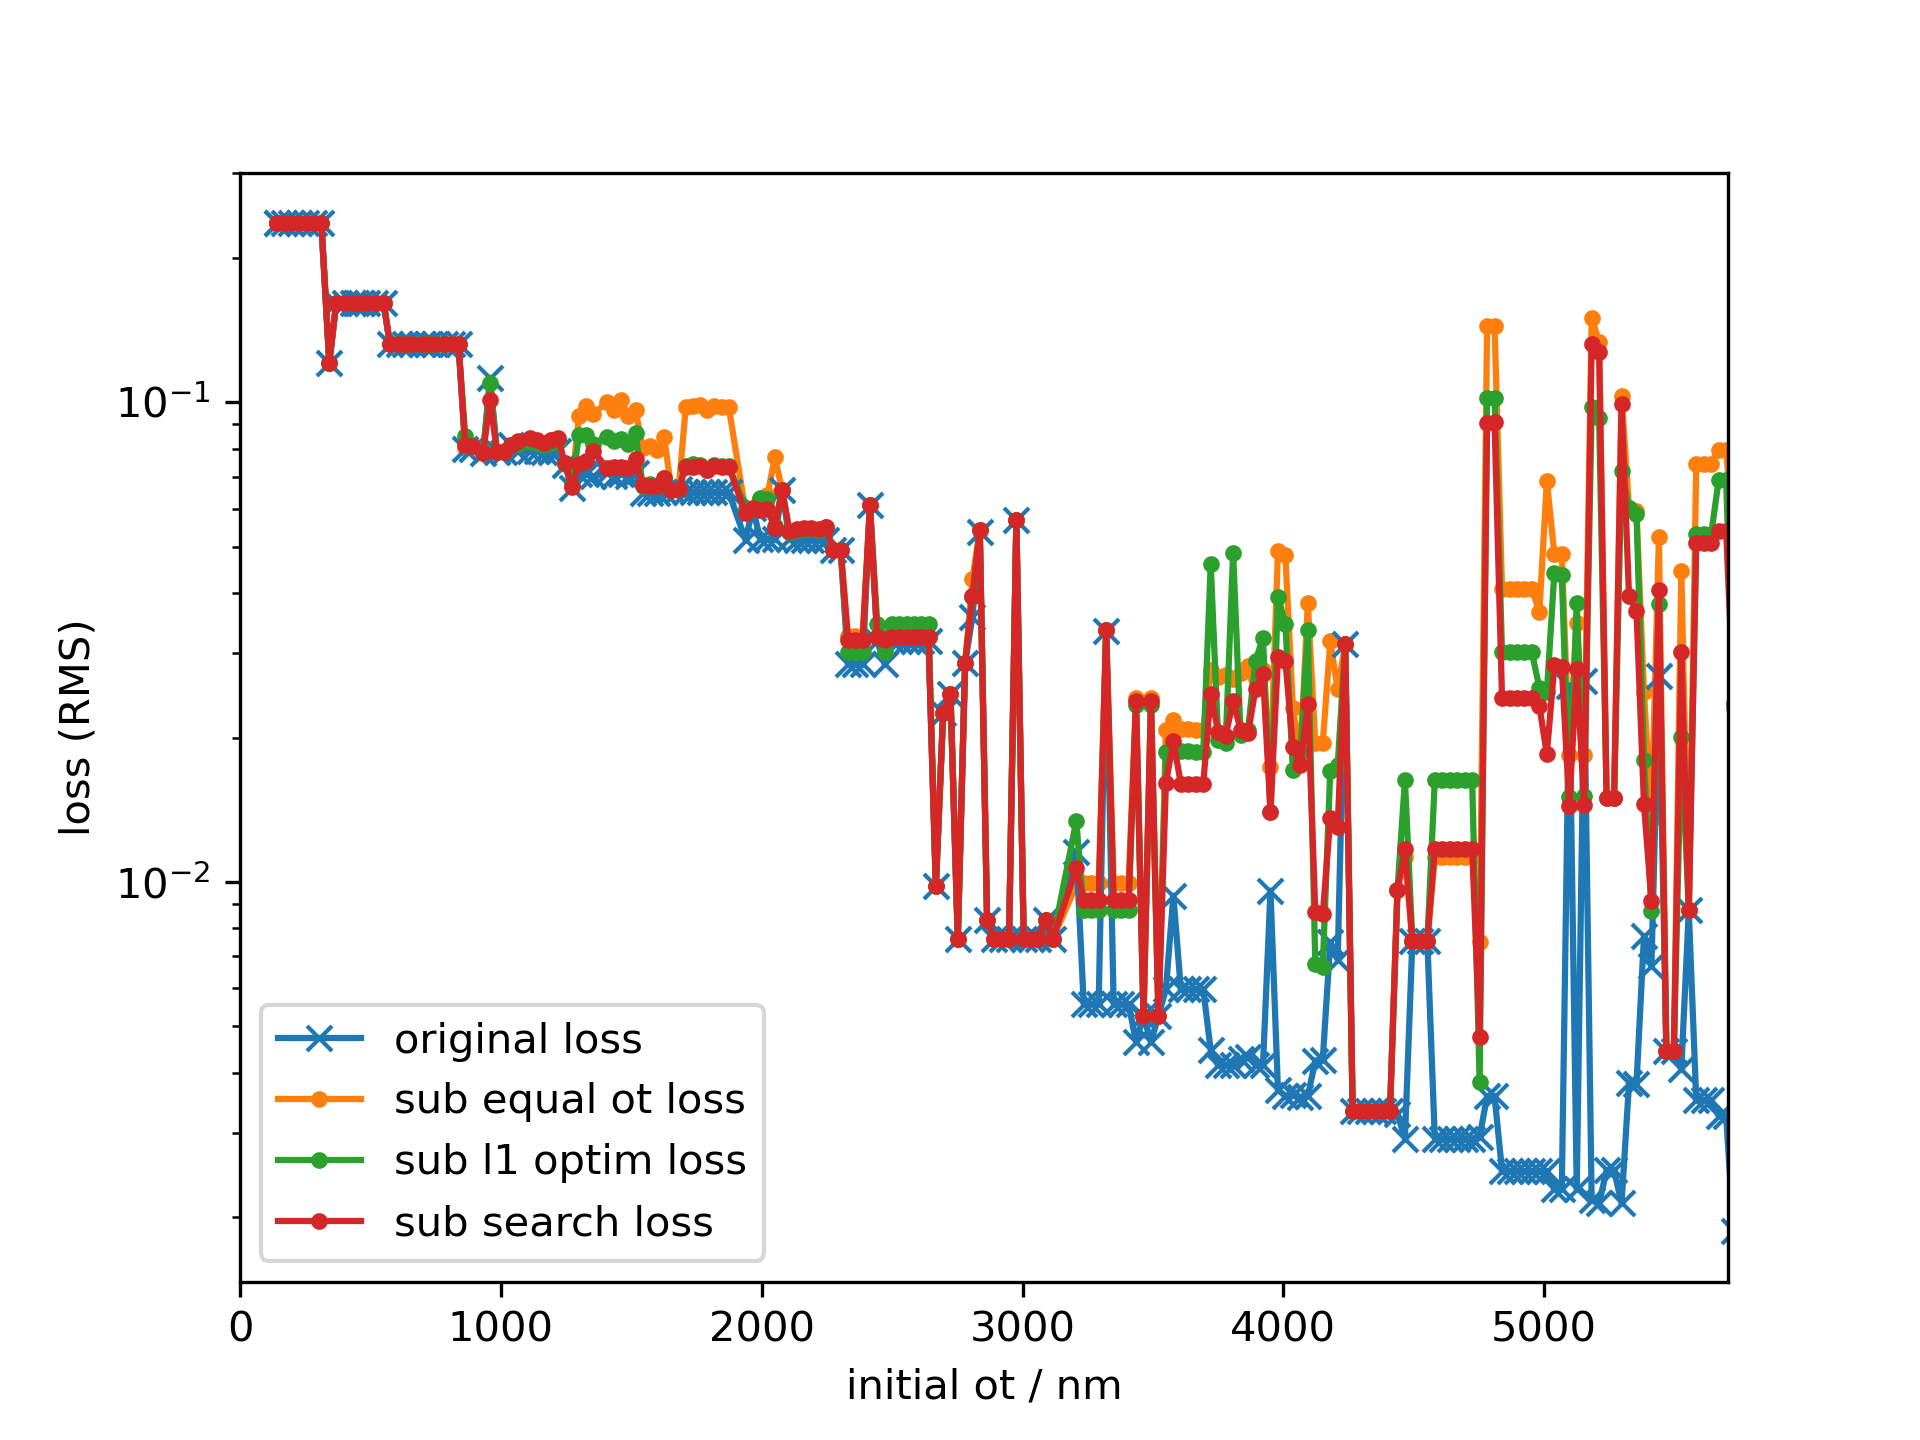 10⁻¹
10⁻²
loss (RMS)
original loss
sub equal ot loss
sub l1 optim loss
sub search loss
0 1000 2000 3000 4000 5000
initial ot / nm